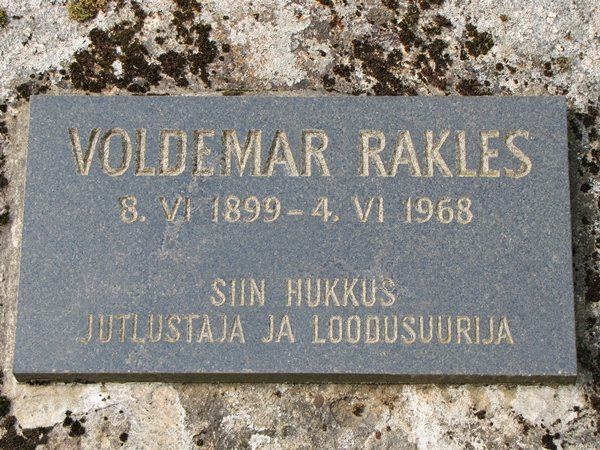 VOLDEMAR RAKLES
8. VI 1899 – 4. VI 1968
SIIN HUKKUS
JUTLUSTAJA JA LOODUSUURIJA